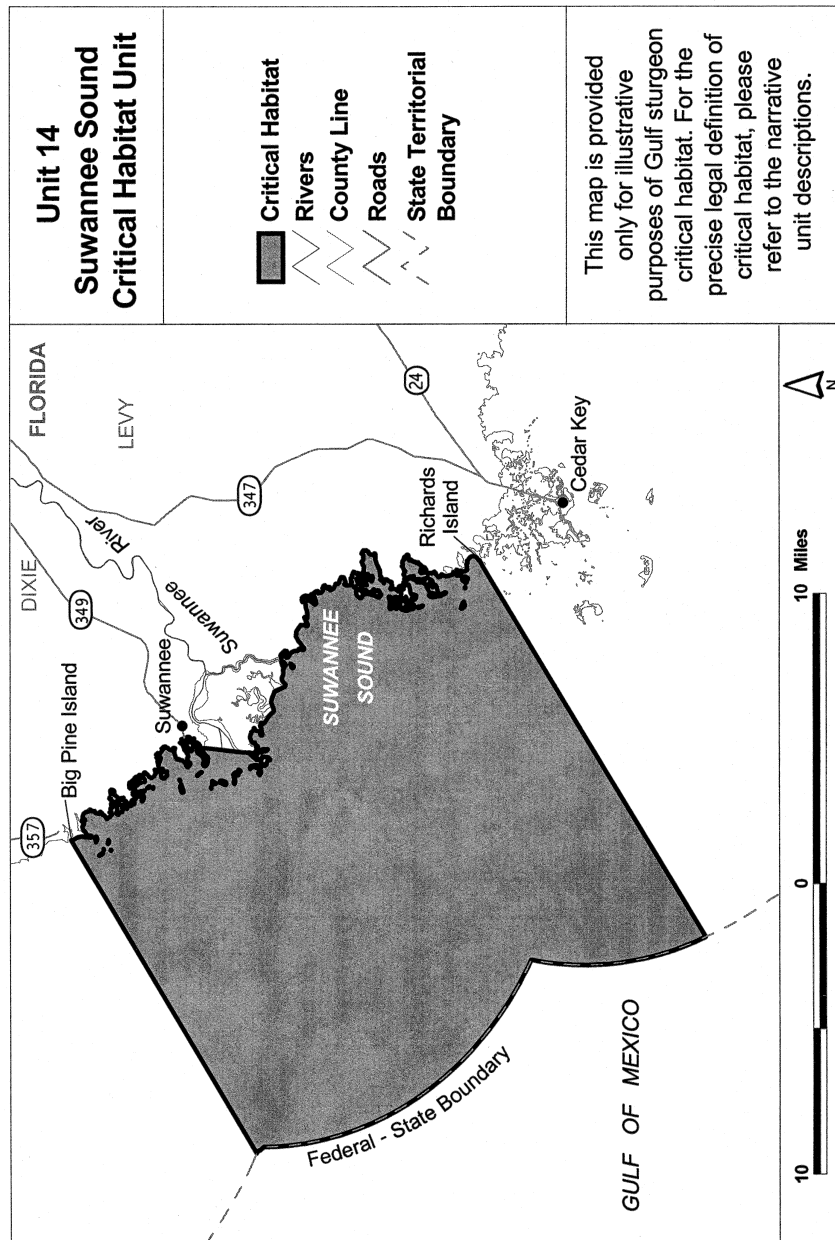 Unit 14
Suwannee Sound
Critical Habitat Unit
Critical Habitat
Rivers
County Line
Roads
State Territorial
Boundary
This map is provided
only for illustrative
purposes of Gulf sturgeon
critical habitat. For the
precise legal definition of
critical habitat, please
refer to the narrative
unit descriptions.
FLORIDA
DIXIE
LEVY
357
349
347
24
Big Pine Island
Suwannee
Suwannee
River
SUWANNEE
SOUND
Richards
Island
Cedar Key
Federal - State Boundary
GULF OF MEXICO
10
0
10 Miles
N